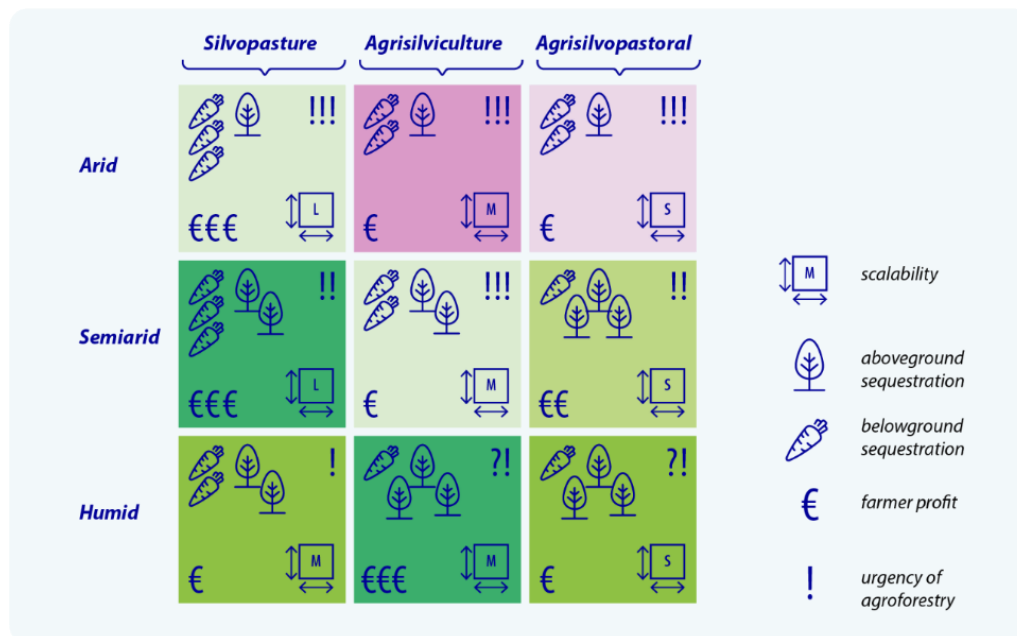 Silvopasture Agrisilviculture Agrisilvopastoral
Arid
!!! !!! !!!
L M S
€€€ € €
Semiarid
!! !!! !!
L M S
€€€ € €€
Humid
! ?! ?!
M M S
€ €€€ €
M scalability
aboveground
sequestration
belowground
sequestration
€ farmer profit
! urgency of
agroforestry